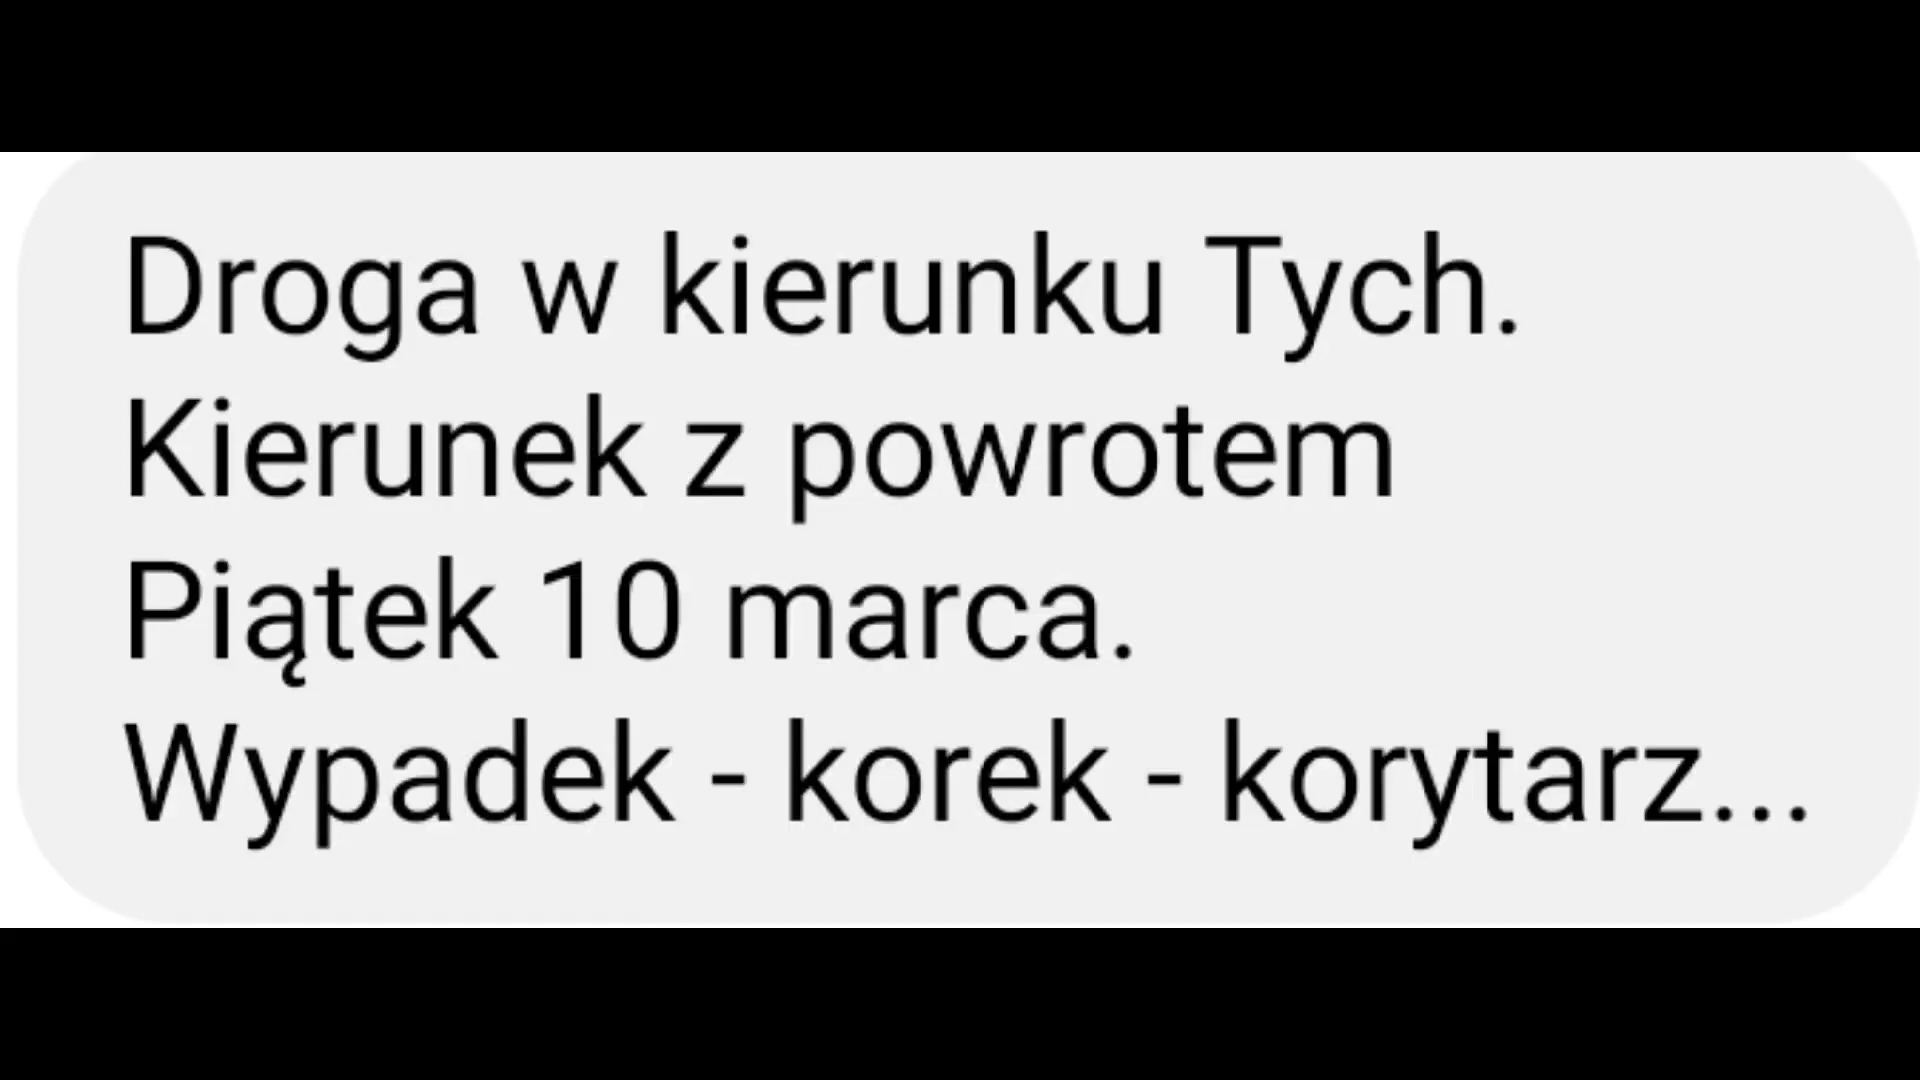 Droga w kierunku Tych.
Kierunek z powrotem
Piątek 10 marca.
Wypadek - korek - korytarz...